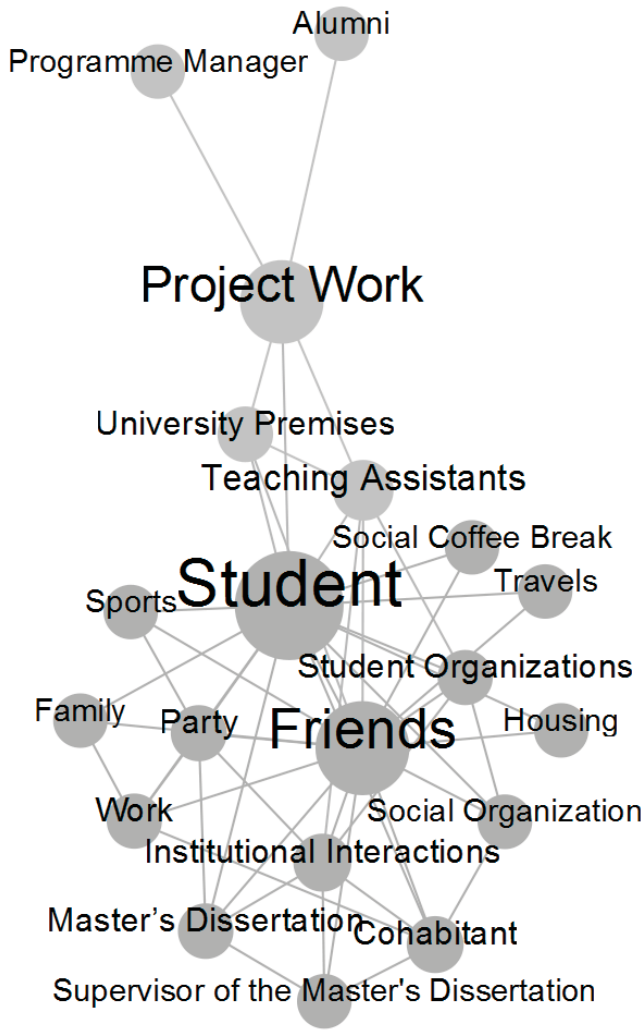 Alumni
Programme Manager
Project Work
University Premises
Teaching Assistants
Social Coffee Break
Student
Travels
Sports
Student Organizations
Family
Party
Friends
Housing
Work
Social Organization
Institutional Interactions
Master’s Dissertation
Cohabitant
Supervisor of the Master's Dissertation